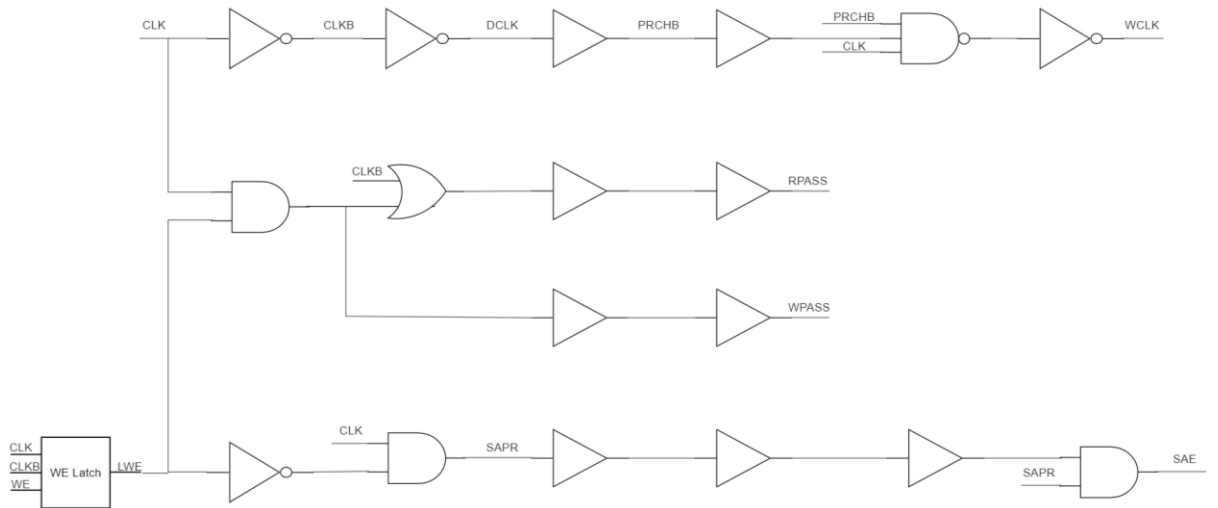 CLK CLKB DCLK PRCHB PRCHB CLK WCLK
CLKB RPASS
WPASS
CLK SAPR SAPR SAE
CLK
CLKB
WE
WE Latch
LWE